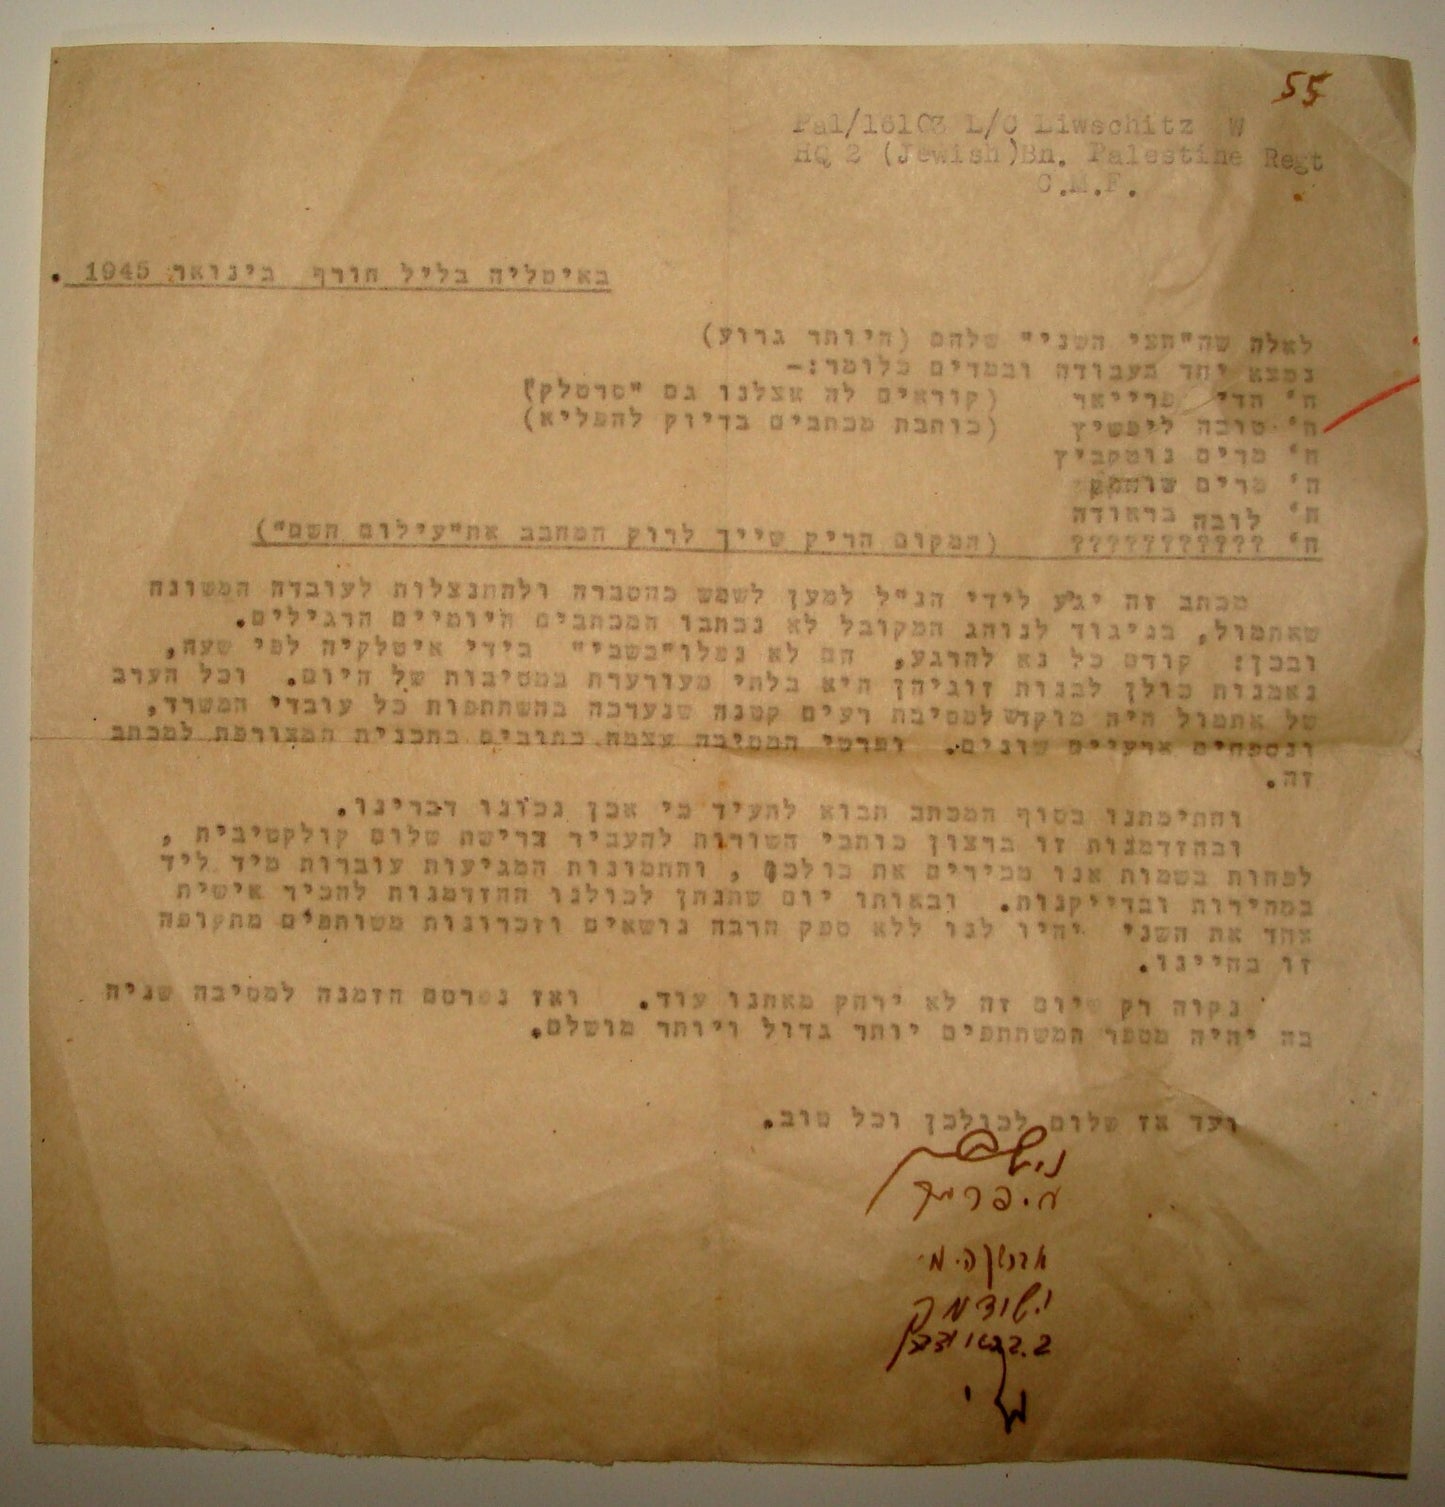 55
Pal/16103 L/C Liwschitz W
HQ 2 (Jewish)Bn. Palestine Regt
C.M.F.
באיטליה בליל חורף בינואר 1945.
לאלה שה"חצי השני" שלהם (היותר גרוע)
נמצא יחד בעבודה ובמדים כלומר:-
ח' הדי פרייאר (קוראים לה אצלנו גם "סרטלק")
ח' טובה ליפשיץ (כותבת מכתבים בדיוק להפליא)
ח' מרים נוטקביץ
ח' מרים
ח' לובה בראודה
ח' ??????????? (המקום הריק שייך לרוק המחבב את"עילום השם")
מכתב זה יגע לידי הנ"ל למען לשמש כהסברה ולהתנצלות לעובדה המשונה
שאתמול, בניגוד לנוהג המקובל לא נכתבו המכתבים היומיים הרגילים.
ובכן: קודם כל נא להרגע, הם לא נפלו"בשבי" בידי איטלקיה לפי שעה,
נאמנות כולן לבנות זוגיהן היא בלתי מעורערת במסיבות של היום. וכל הערב
של אתמול היה מוקדש למסיבת רעים קטנה שנערכה בהשתתפות כל עובדי המשרד,
ונספחים ארעיים שונים. ופרטי המסיבה עצמה כתובים בתכנית המצורפת למכתב
זה.
וחתימתנו בסוף המכתב תבוא להעיד כי אכן נכונו דברינו.
ובהזדמנות זו ברצון כותבי השורות להעביר דרישת שלום קולקטיבית ,
לפחות בשמות אנו מכירים את כולכן , והתמונות המגיעות עוברות מיד ליד
במהירות ובדייקנות. ובאותו יום שתנתן לכולנו ההזדמנות להכיר אישית
אחד את השני יהיו לנו ללא ספק הרבה נושאים וזכרונות משותפים מתקופה
זו בחיינו.
נקוה רק שיום זה לא ירחק מאתנו עוד. ואז נפרסם הזמנה למסיבה שניה
בה יהיה מספר המשתתפים יותר גדול ויותר מושלם.
ועד אז שלום לכולכן וכל טוב.